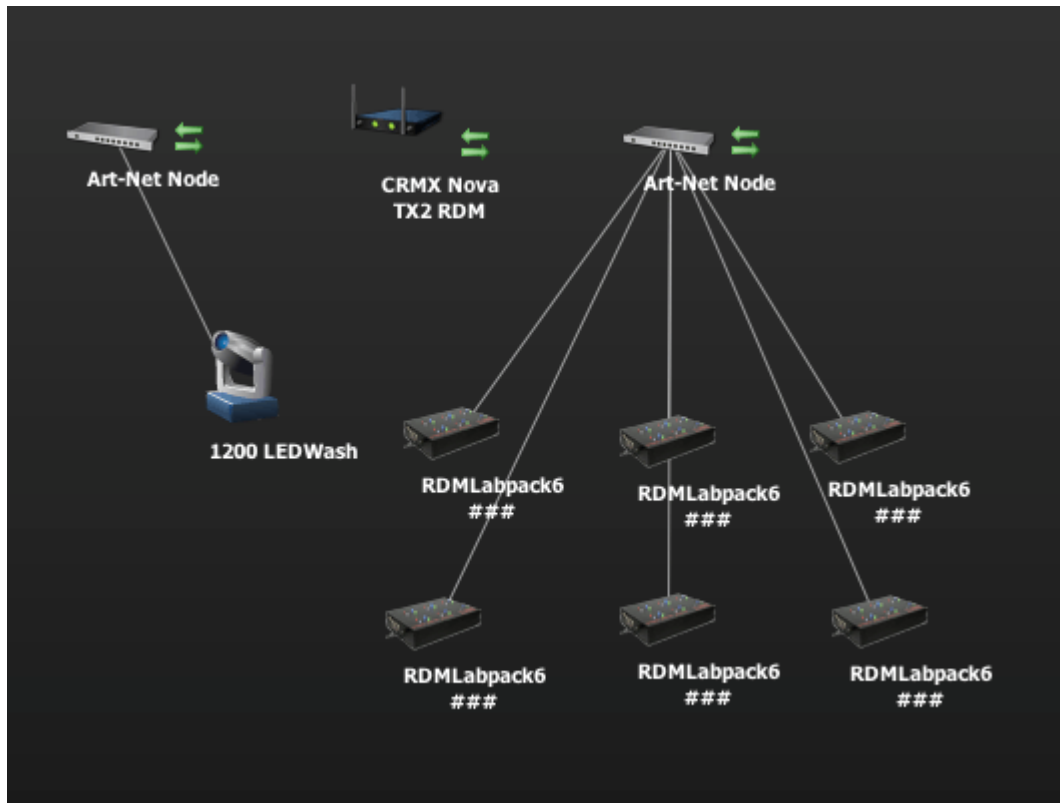 Art-Net Node
CRMX Nova
TX2 RDM
Art-Net Node
1200 LEDWash
RDMLabpack6
###
RDMLabpack6
###
RDMLabpack6
###
RDMLabpack6
###
RDMLabpack6
###
RDMLabpack6
###